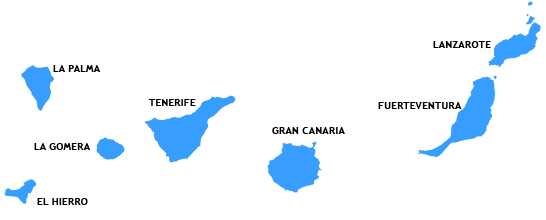 LANZAROTE
LA PALMA
TENERIFE
FUERTEVENTURA
GRAN CANARIA
LA GOMERA
EL HIERRO